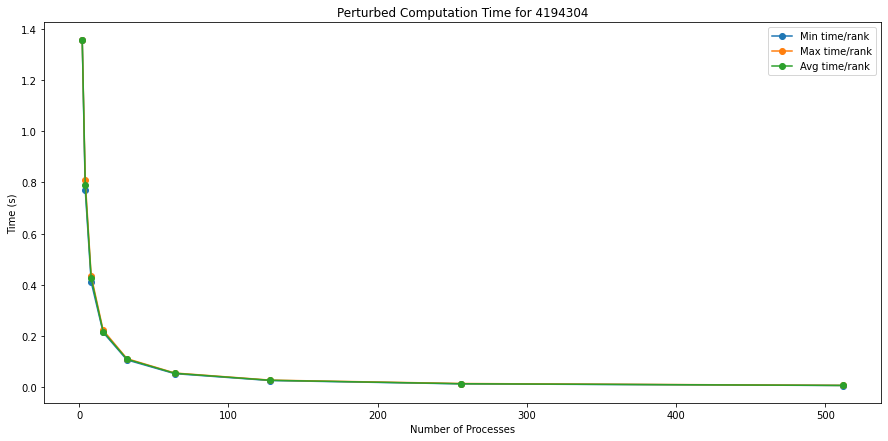 Perturbed Computation Time for 4194304
Min time/rank
Max time/rank
Avg time/rank
Time (s)
1.4
1.2
1.0
0.8
0.6
0.4
0.2
0.0
0
100
200
300
400
500
Number of Processes